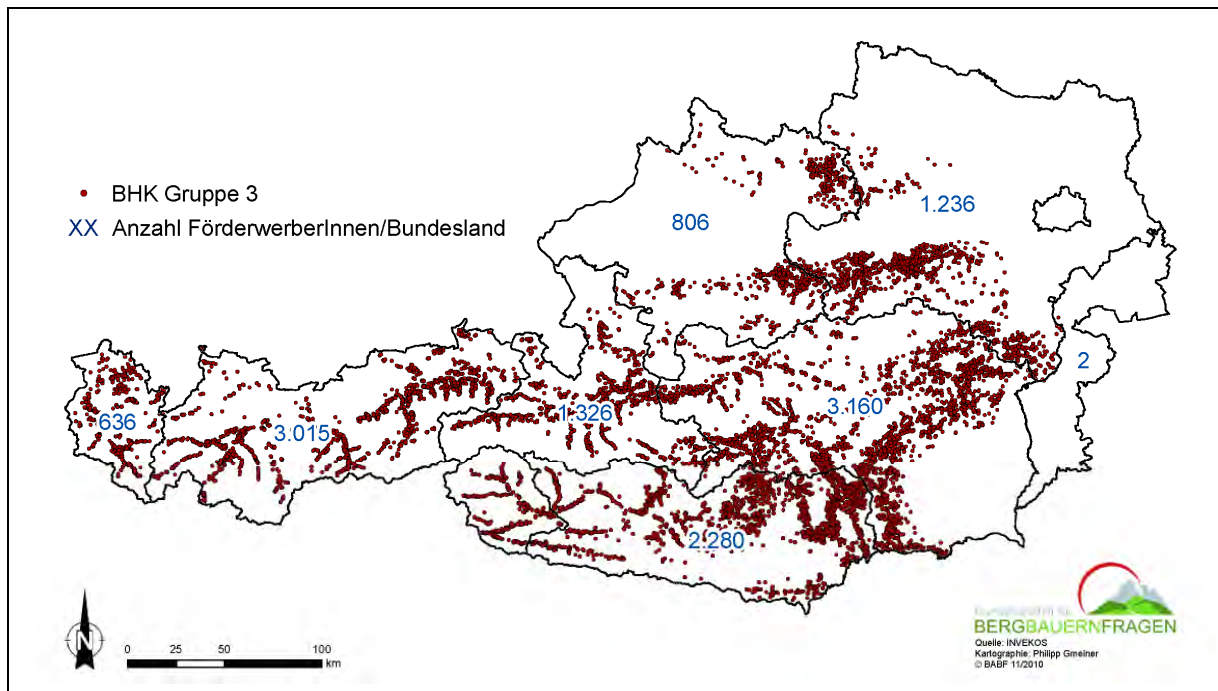 BHK Gruppe 3
XX Anzahl FörderwerberInnen/Bundesland
806
1.236
2
636
3.015
1.326
3.160
2.280
N
0 25 50 100
km
BERGBAUERNFRAGEN
Quelle: INVEKOS
Kartographie: Philipp Gmeiner
© BABF 11/2010